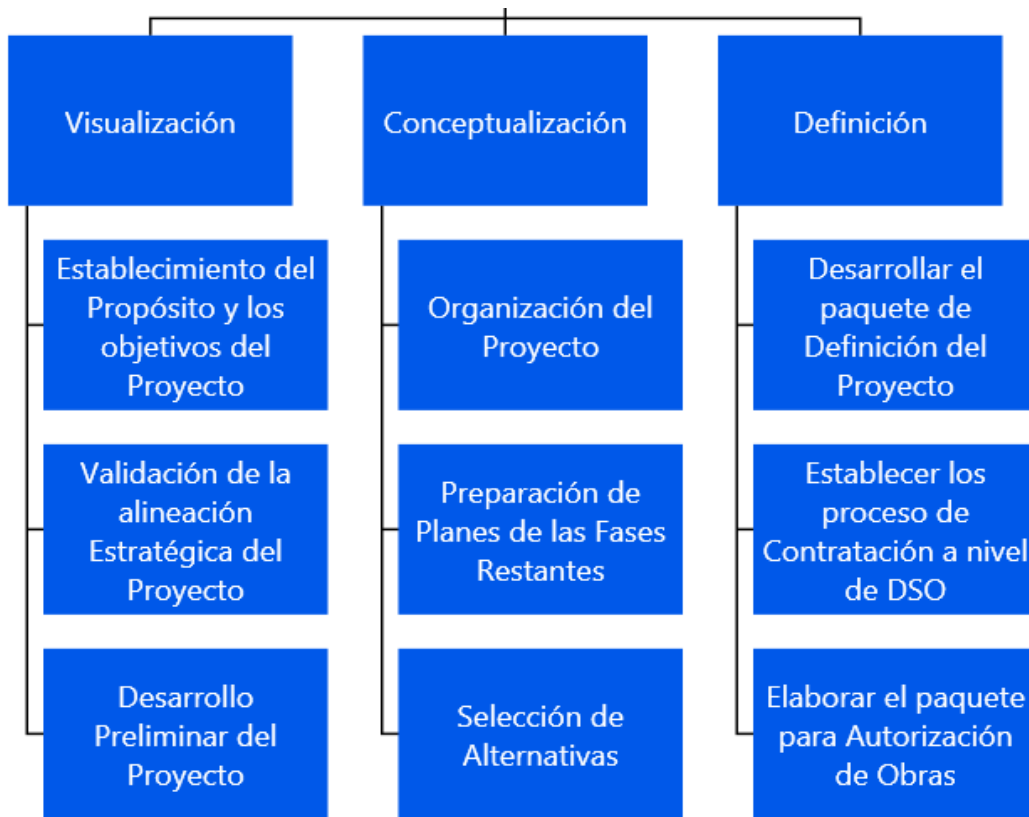 Visualización
Establecimiento del
Propósito y los
objetivos del
Proyecto
Validación de la
alineación
Estratégica del
Proyecto
Desarrollo
Preliminar del
Proyecto
Conceptualización
Organización del
Proyecto
Preparación de
Planes de las Fases
Restantes
Selección de
Alternativas
Definición
Desarrollar el
paquete de
Definición del
Proyecto
Establecer los
proceso de
Contratación a nivel
de DSO
Elaborar el paquete
para Autorización
de Obras